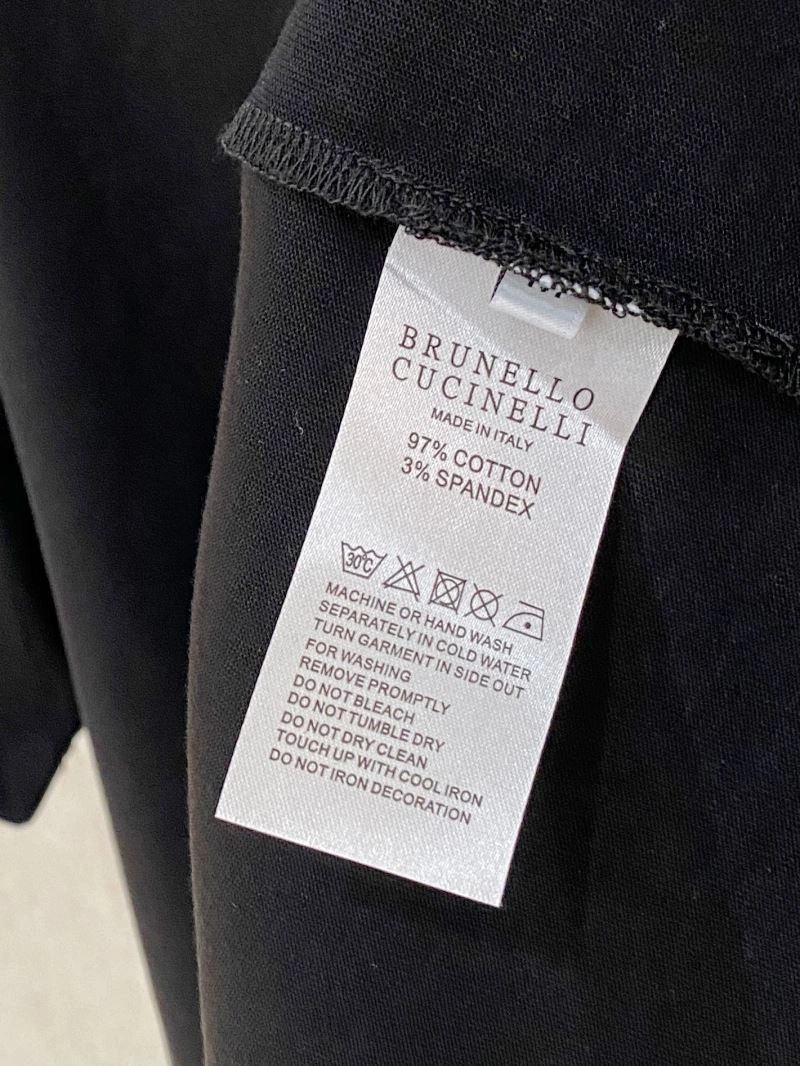 BRUNELLO
CUCINELLI
MADE IN ITALY
97% COTTON
3% SPANDEX
30°C
MACHINE OR HAND WASH
SEPARATELY IN COLD WATER
TURN GARMENT IN SIDE OUT
FOR WASHING
REMOVE PROMPTLY
DO NOT BLEACH
DO NOT TUMBLE DRY
DO NOT DRY CLEAN
TOUCH UP WITH COOL IRON
DO NOT IRON DECORATION